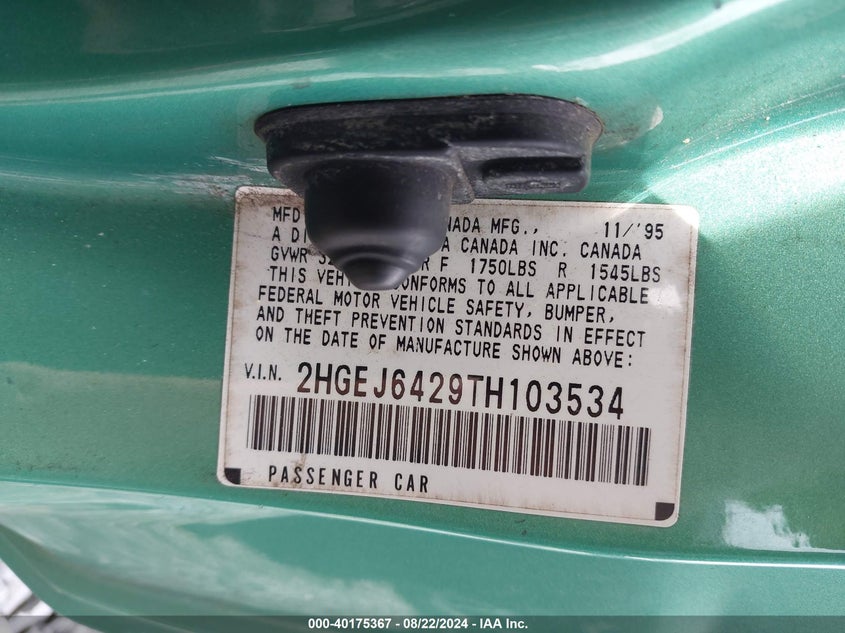 MFD NADA MFG., 11/'95
A DI A CANADA INC. CANADA
GVWR R F 1750LBS R 1545LBS
THIS VEH CONFORMS TO ALL APPLICABLE
FEDERAL MOTOR VEHICLE SAFETY, BUMPER,
AND THEFT PREVENTION STANDARDS IN EFFECT
ON THE DATE OF MANUFACTURE SHOWN ABOVE:
V.I.N. 2HGEJ6429TH103534
PASSENGER CAR
000-40175367 - 08/22/2024 - IAA Inc.